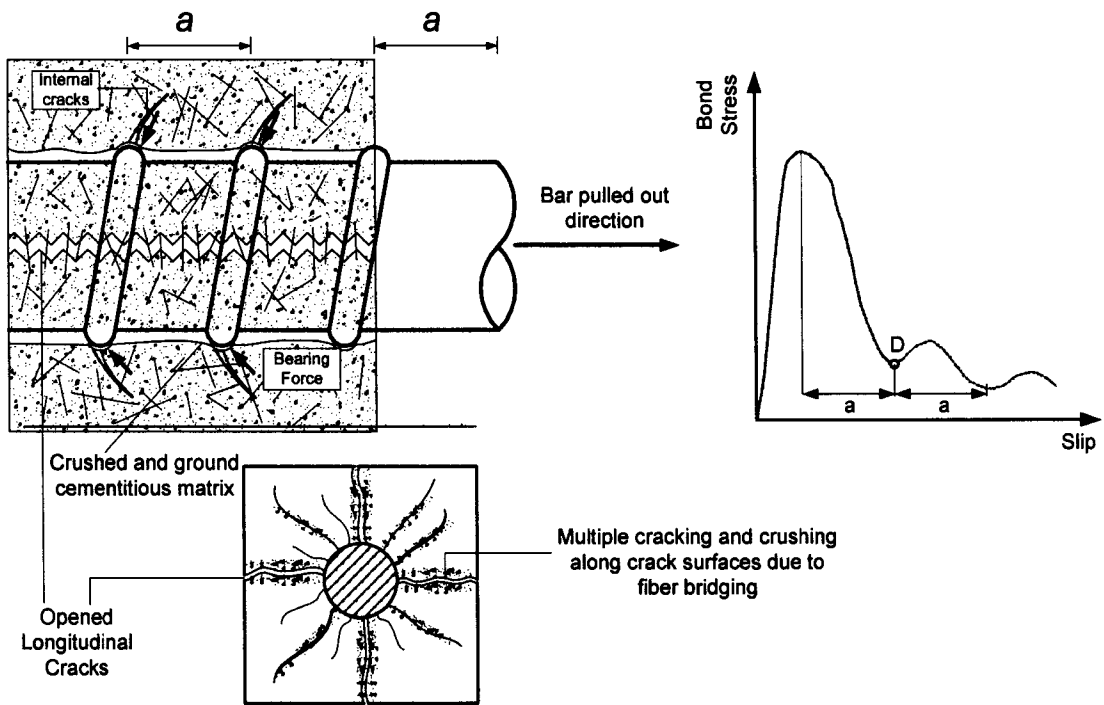 a
a
Internal
cracks
Bearing
Force
Bar pulled out
direction
Crushed and ground
cementitious matrix
Multiple cracking and crushing
along crack surfaces due to
fiber bridging
Opened
Longitudinal
Cracks
Bond
Stress
D
a
a
Slip